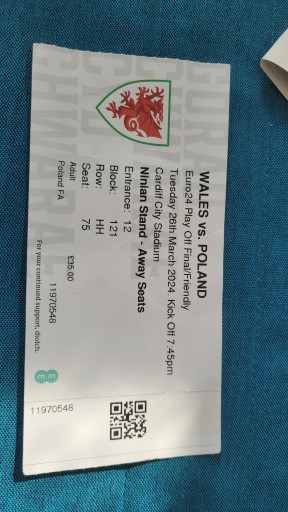 WALES vs. POLAND
Euro24 Play Off Final/Friendly
Tuesday 26th March 2024, Kick Off 7:45pm
Cardiff City Stadium
Ninian Stand - Away Seats
Entrance: 12
Block: 121
Row: HH
Seat: 75
Adult £35.00
Poland FA 11970548
For your continued support, diolch.
EE
11970548